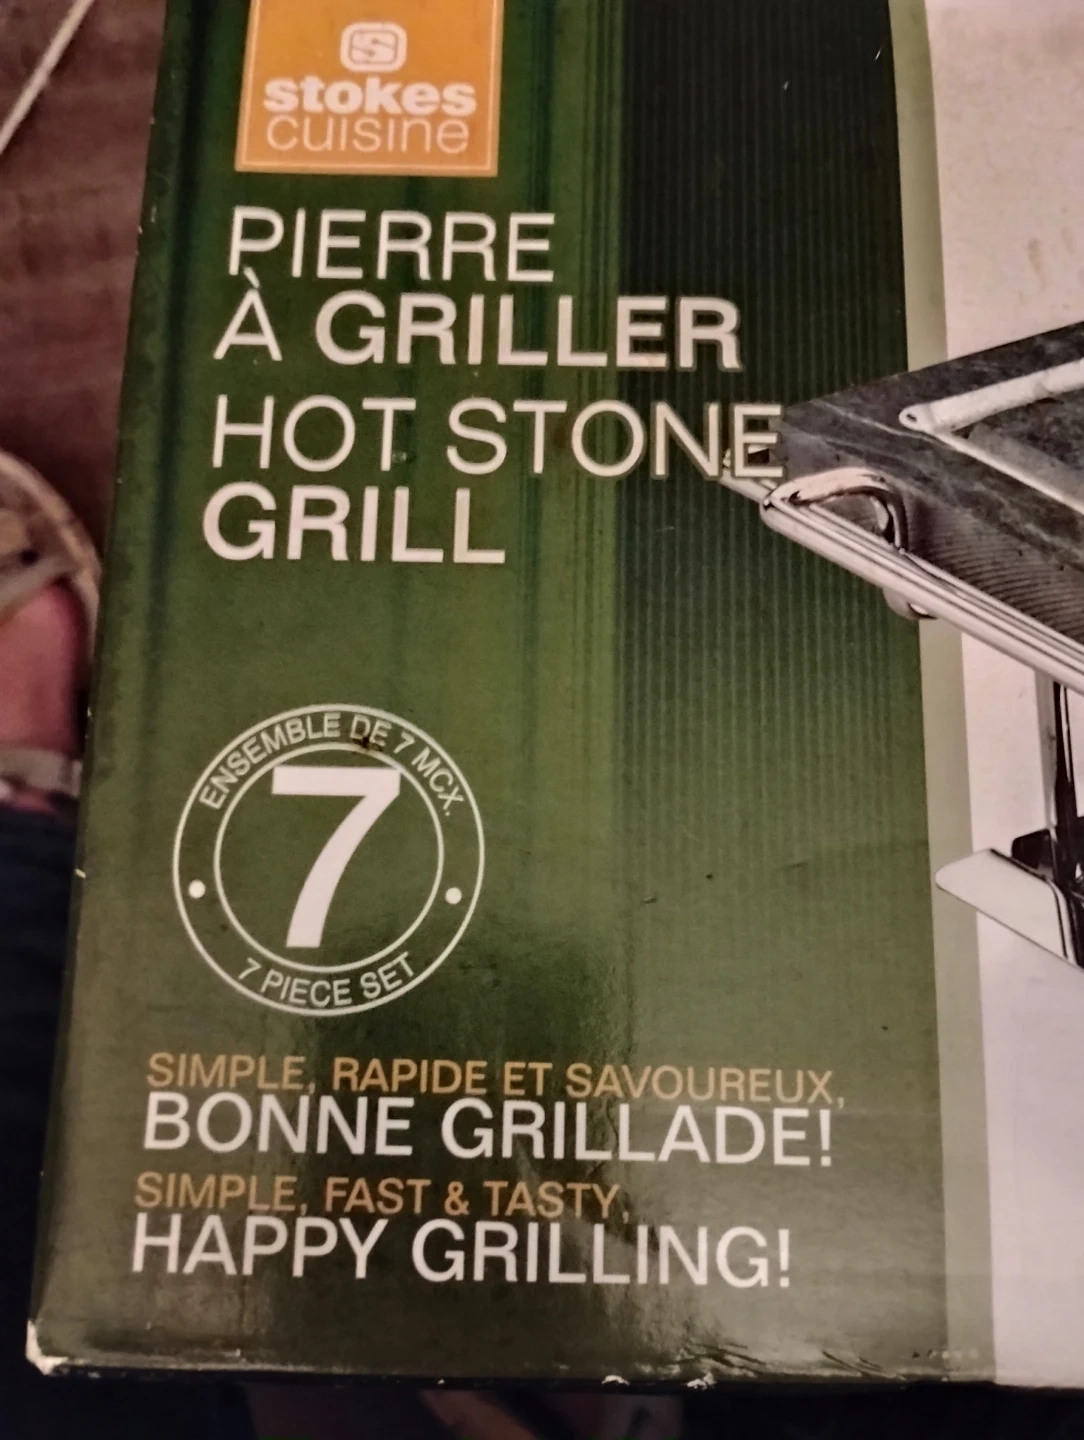 stokes
cuisine
PIERRE
À GRILLER
HOT STONE
GRILL
ENSEMBLE DE 7 MCX.
7
7 PIECE SET
SIMPLE, RAPIDE ET SAVOUREUX,
BONNE GRILLADE!
SIMPLE, FAST & TASTY,
HAPPY GRILLING!